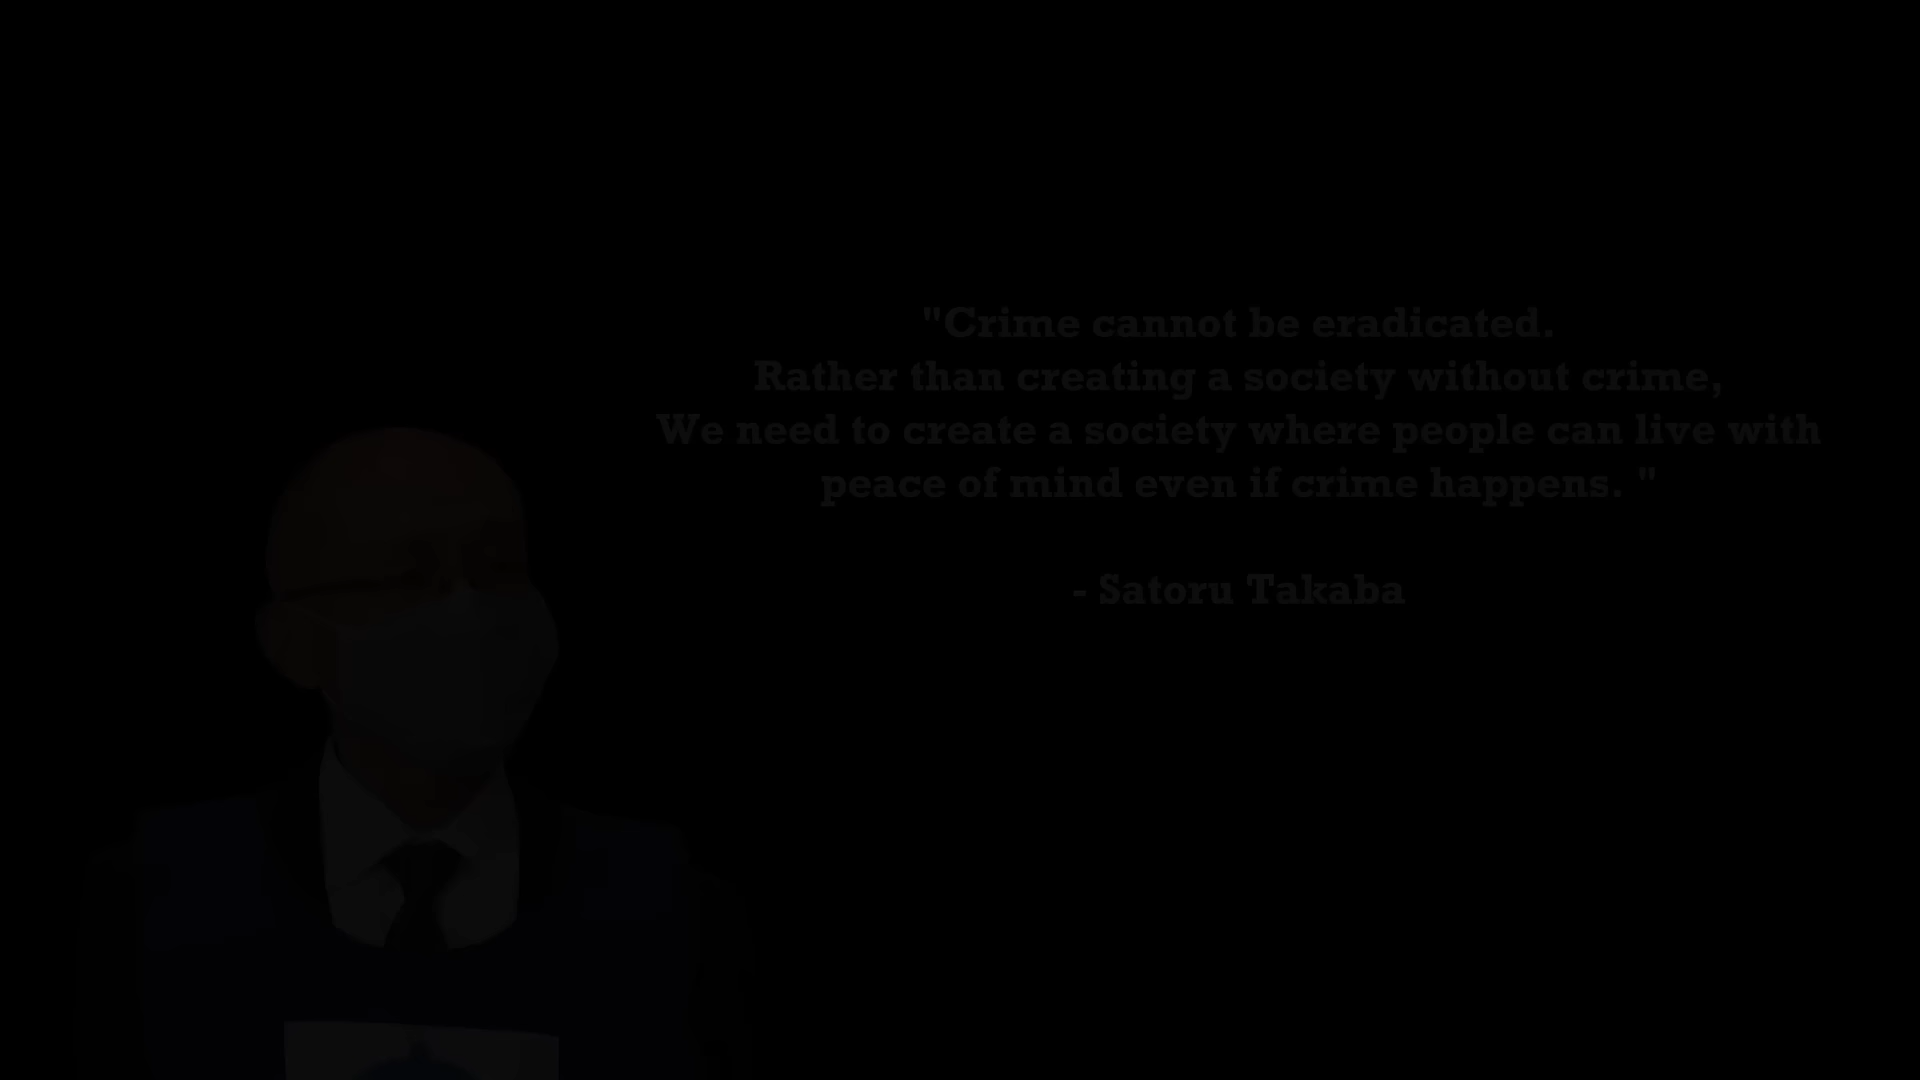 "Crime cannot be eradicated.
Rather than creating a society without crime,
We need to create a society where people can live with
peace of mind even if crime happens. "
- Satoru Takaba